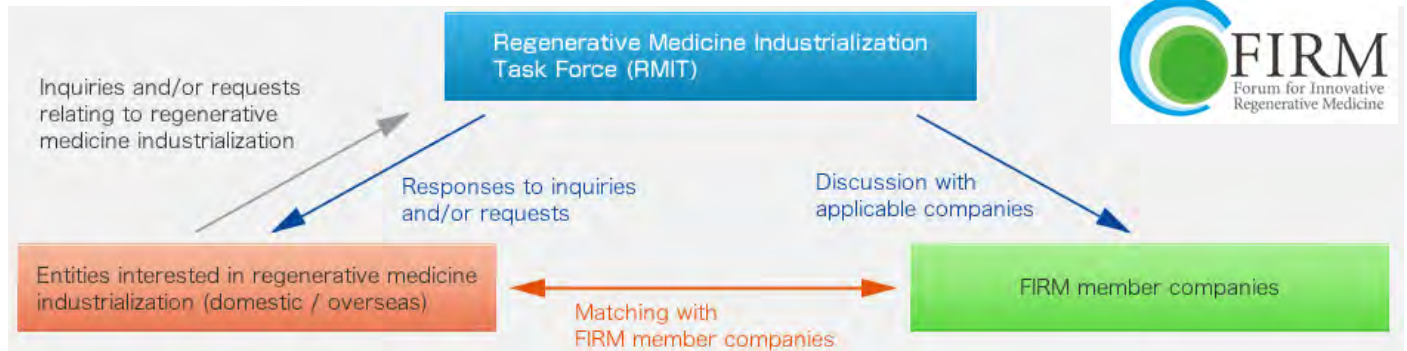 Regenerative Medicine Industrialization
Task Force (RMIT)
FIRM
Forum for Innovative
Regenerative Medicine
Inquiries and/or requests
relating to regenerative
medicine industrialization
Responses to inquiries
and/or requests
Discussion with
applicable companies
Entities interested in regenerative medicine
industrialization (domestic / overseas)
Matching with
FIRM member companies
FIRM member companies